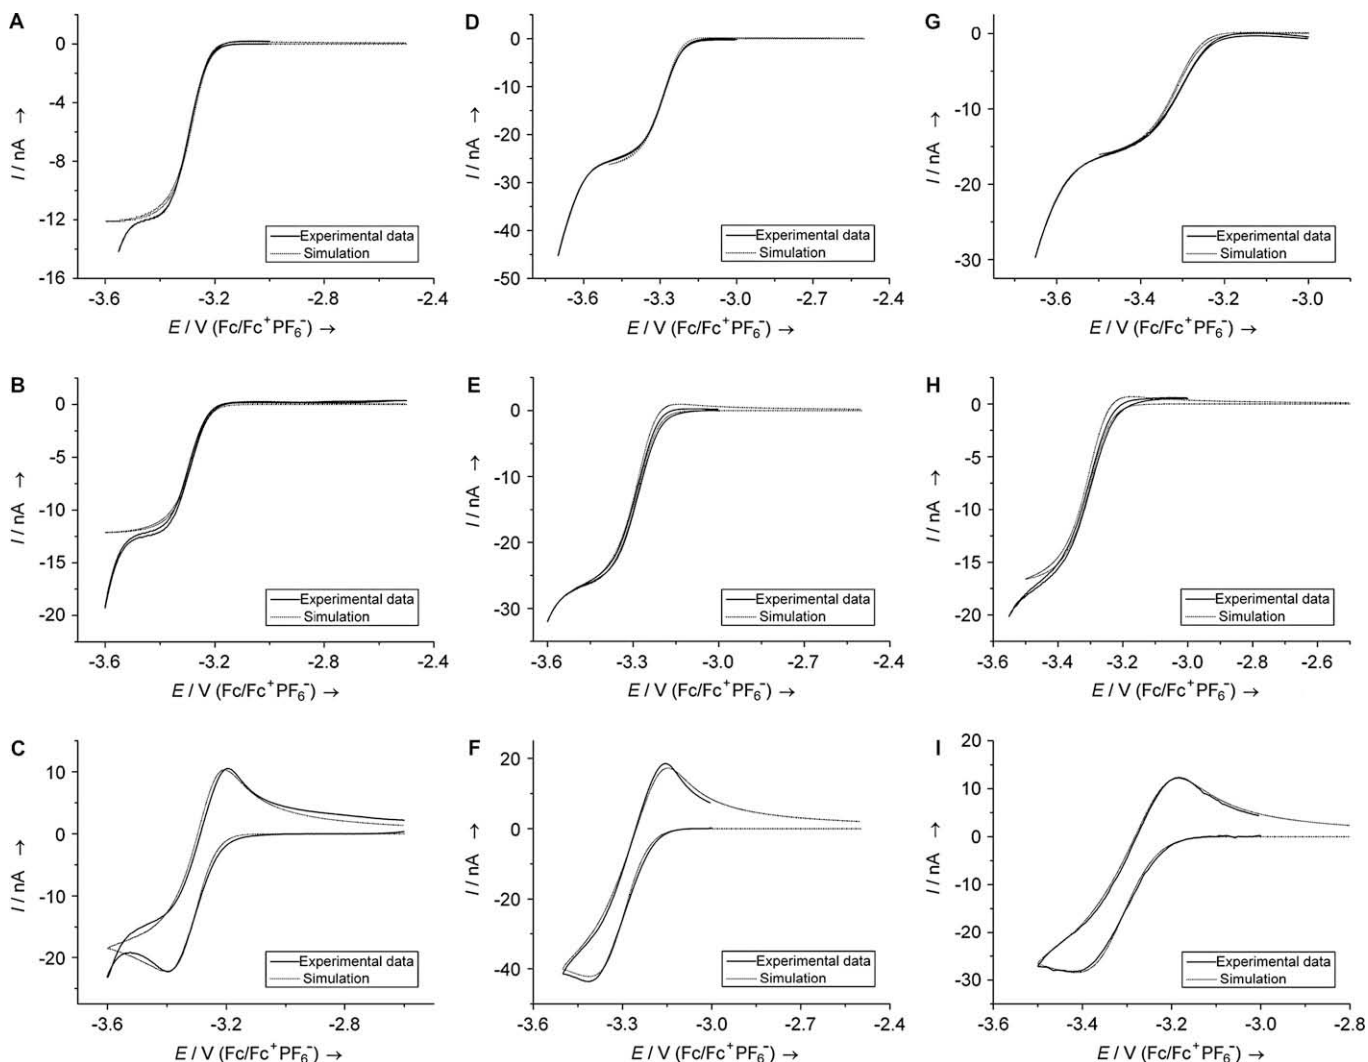 A
0
-4
-8
-12
-16
I / nA →
Experimental data
Simulation
-3.6
-3.2
-2.8
-2.4
E / V (Fc/Fc⁺PF₆⁻) →
D
0
-10
-20
-30
-40
-50
I / nA →
Experimental data
Simulation
-3.6
-3.3
-3.0
-2.7
-2.4
E / V (Fc/Fc⁺PF₆⁻) →
G
0
-10
-20
-30
I / nA →
Experimental data
Simulation
-3.6
-3.4
-3.2
-3.0
E / V (Fc/Fc⁺PF₆⁻) →
B
0
-5
-10
-15
-20
I / nA →
Experimental data
Simulation
-3.6
-3.2
-2.8
-2.4
E / V (Fc/Fc⁺PF₆⁻) →
E
0
-10
-20
-30
I / nA →
Experimental data
Simulation
-3.6
-3.3
-3.0
-2.7
-2.4
E / V (Fc/Fc⁺PF₆⁻) →
H
0
-5
-10
-15
-20
I / nA →
Experimental data
Simulation
-3.6
-3.4
-3.2
-3.0
-2.8
-2.6
E / V (Fc/Fc⁺PF₆⁻) →
C
10
0
-10
-20
I / nA →
Experimental data
Simulation
-3.6
-3.2
-2.8
E / V (Fc/Fc⁺PF₆⁻) →
F
20
0
-20
-40
I / nA →
Experimental data
Simulation
-3.6
-3.3
-3.0
-2.7
-2.4
E / V (Fc/Fc⁺PF₆⁻) →
I
20
10
0
-10
-20
-30
I / nA →
Experimental data
Simulation
-3.6
-3.4
-3.2
-3.0
-2.8
E / V (Fc/Fc⁺PF₆⁻) →